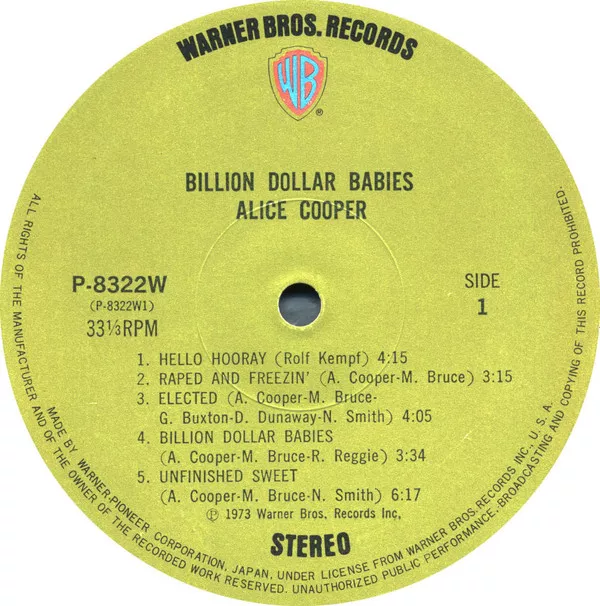 WARNER BROS. RECORDS
WB
®
BILLION DOLLAR BABIES
ALICE COOPER
P-8322W
(P-8322W1)
33⅓RPM
SIDE
1
1. HELLO HOORAY (Rolf Kempf) 4:15
2. RAPED AND FREEZIN' (A. Cooper-M. Bruce) 3:15
3. ELECTED (A. Cooper-M. Bruce-
G. Buxton-D. Dunaway-N. Smith) 4:05
4. BILLION DOLLAR BABIES
(A. Cooper-M. Bruce-R. Reggie) 3:34
5. UNFINISHED SWEET
(A. Cooper-M. Bruce-N. Smith) 6:17
℗ 1973 Warner Bros. Records Inc.
STEREO
ALL RIGHTS OF THE MANUFACTURER AND OF THE OWNER OF THE RECORDED WORK RESERVED. UNAUTHORIZED PUBLIC PERFORMANCE, BROADCASTING AND COPYING OF THIS RECORD PROHIBITED.
MADE BY WARNER-PIONEER CORPORATION, JAPAN, UNDER LICENSE FROM WARNER BROS. RECORDS INC., U.S.A.